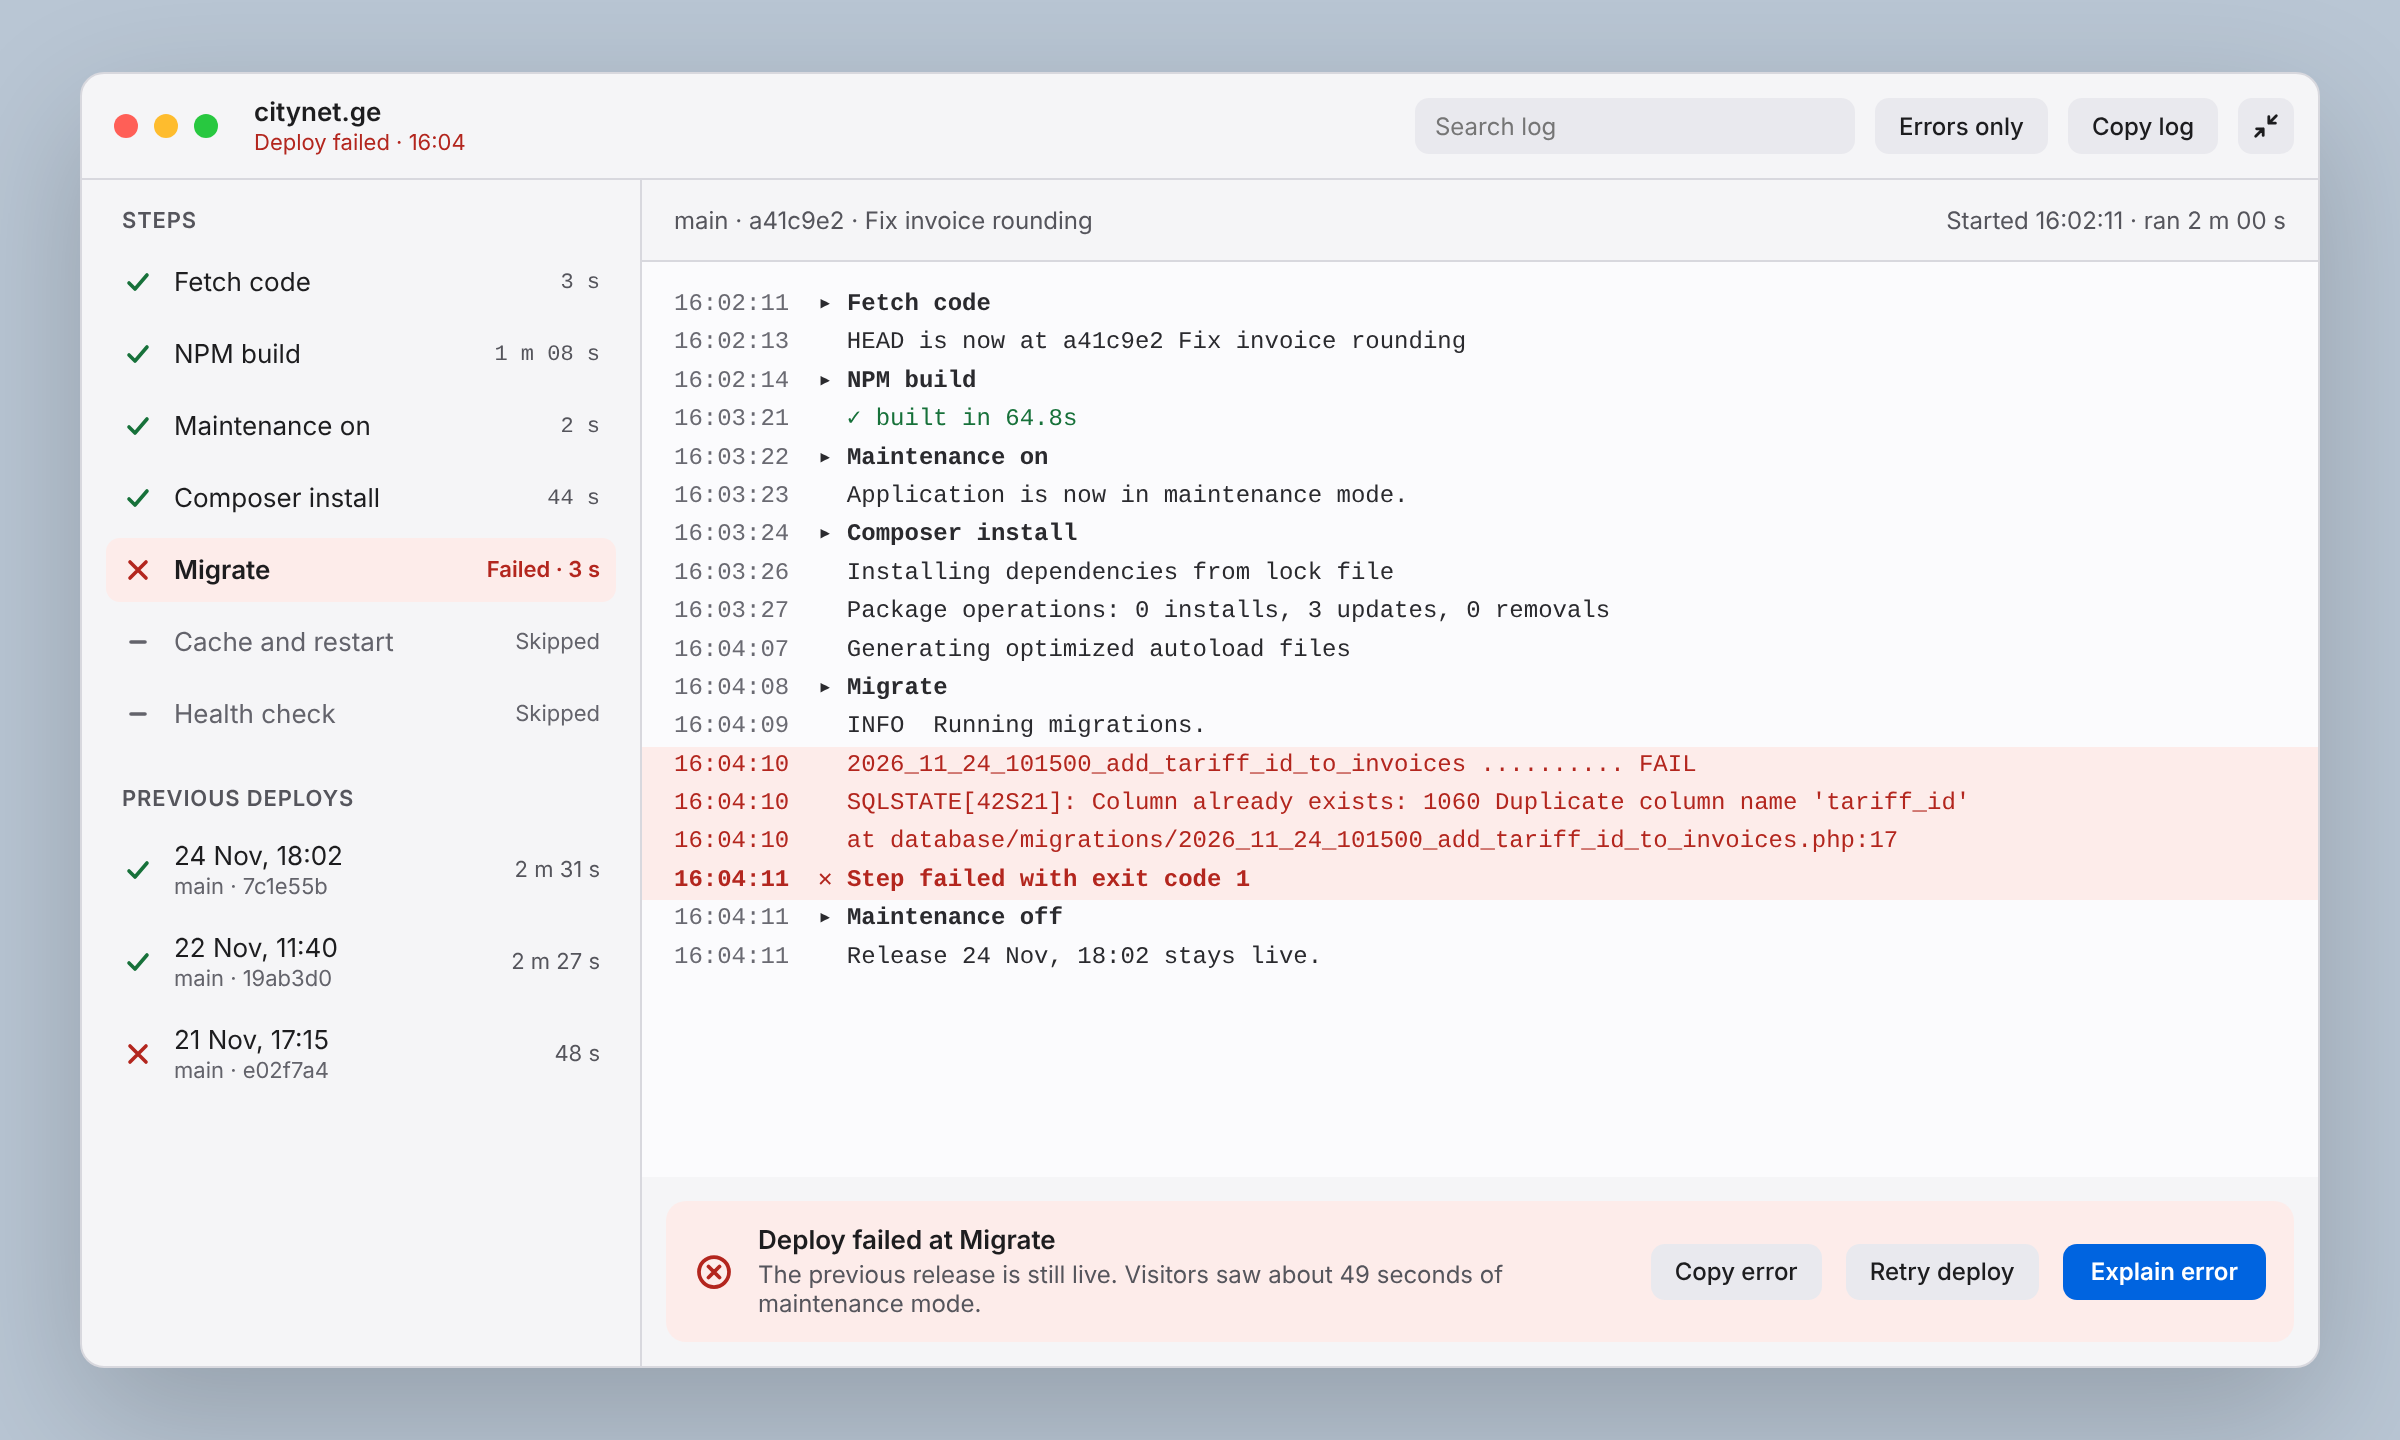 citynet.ge
Deploy failed · 16:04
Search log
Errors only
Copy log
STEPS
Fetch code 3 s
NPM build 1 m 08 s
Maintenance on 2 s
Composer install 44 s
Migrate Failed · 3 s
Cache and restart Skipped
Health check Skipped
PREVIOUS DEPLOYS
24 Nov, 18:02
main · 7c1e55b
2 m 31 s
22 Nov, 11:40
main · 19ab3d0
2 m 27 s
21 Nov, 17:15
main · e02f7a4
48 s
main · a41c9e2 · Fix invoice rounding
Started 16:02:11 · ran 2 m 00 s
16:02:11 ▸ Fetch code
16:02:13 HEAD is now at a41c9e2 Fix invoice rounding
16:02:14 ▸ NPM build
16:03:21 ✓ built in 64.8s
16:03:22 ▸ Maintenance on
16:03:23 Application is now in maintenance mode.
16:03:24 ▸ Composer install
16:03:26 Installing dependencies from lock file
16:03:27 Package operations: 0 installs, 3 updates, 0 removals
16:04:07 Generating optimized autoload files
16:04:08 ▸ Migrate
16:04:09 INFO  Running migrations.
16:04:10 2026_11_24_101500_add_tariff_id_to_invoices .......... FAIL
16:04:10 SQLSTATE[42S21]: Column already exists: 1060 Duplicate column name 'tariff_id'
16:04:10 at database/migrations/2026_11_24_101500_add_tariff_id_to_invoices.php:17
16:04:11 ✕ Step failed with exit code 1
16:04:11 ▸ Maintenance off
16:04:11 Release 24 Nov, 18:02 stays live.
Deploy failed at Migrate
The previous release is still live. Visitors saw about 49 seconds of
maintenance mode.
Copy error
Retry deploy
Explain error